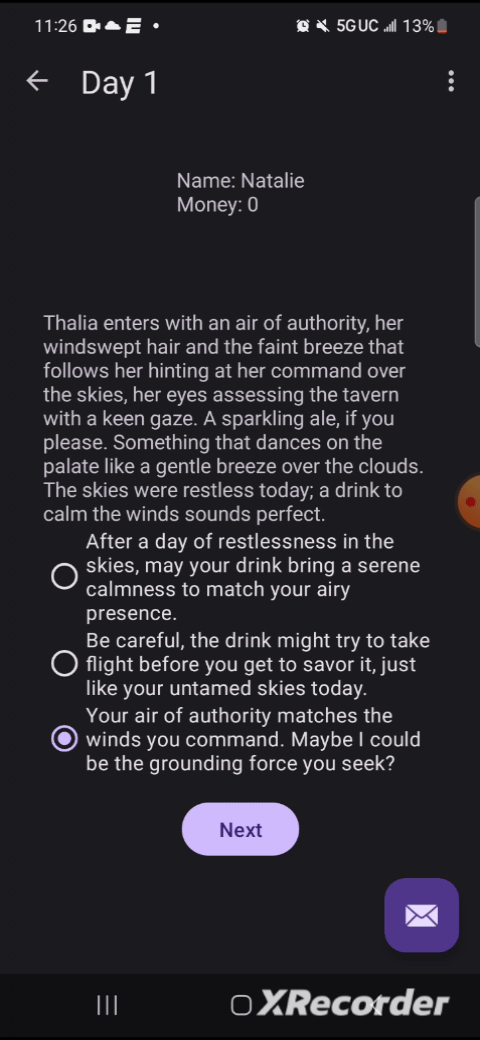 11:26
5G UC 13%
Day 1
Name: Natalie
Money: 0
Thalia enters with an air of authority, her
windswept hair and the faint breeze that
follows her hinting at her command over
the skies, her eyes assessing the tavern
with a keen gaze. A sparkling ale, if you
please. Something that dances on the
palate like a gentle breeze over the clouds.
The skies were restless today; a drink to
calm the winds sounds perfect.
After a day of restlessness in the
skies, may your drink bring a serene
calmness to match your airy
presence.
Be careful, the drink might try to take
flight before you get to savor it, just
like your untamed skies today.
Your air of authority matches the
winds you command. Maybe I could
be the grounding force you seek?
Next
XRecorder